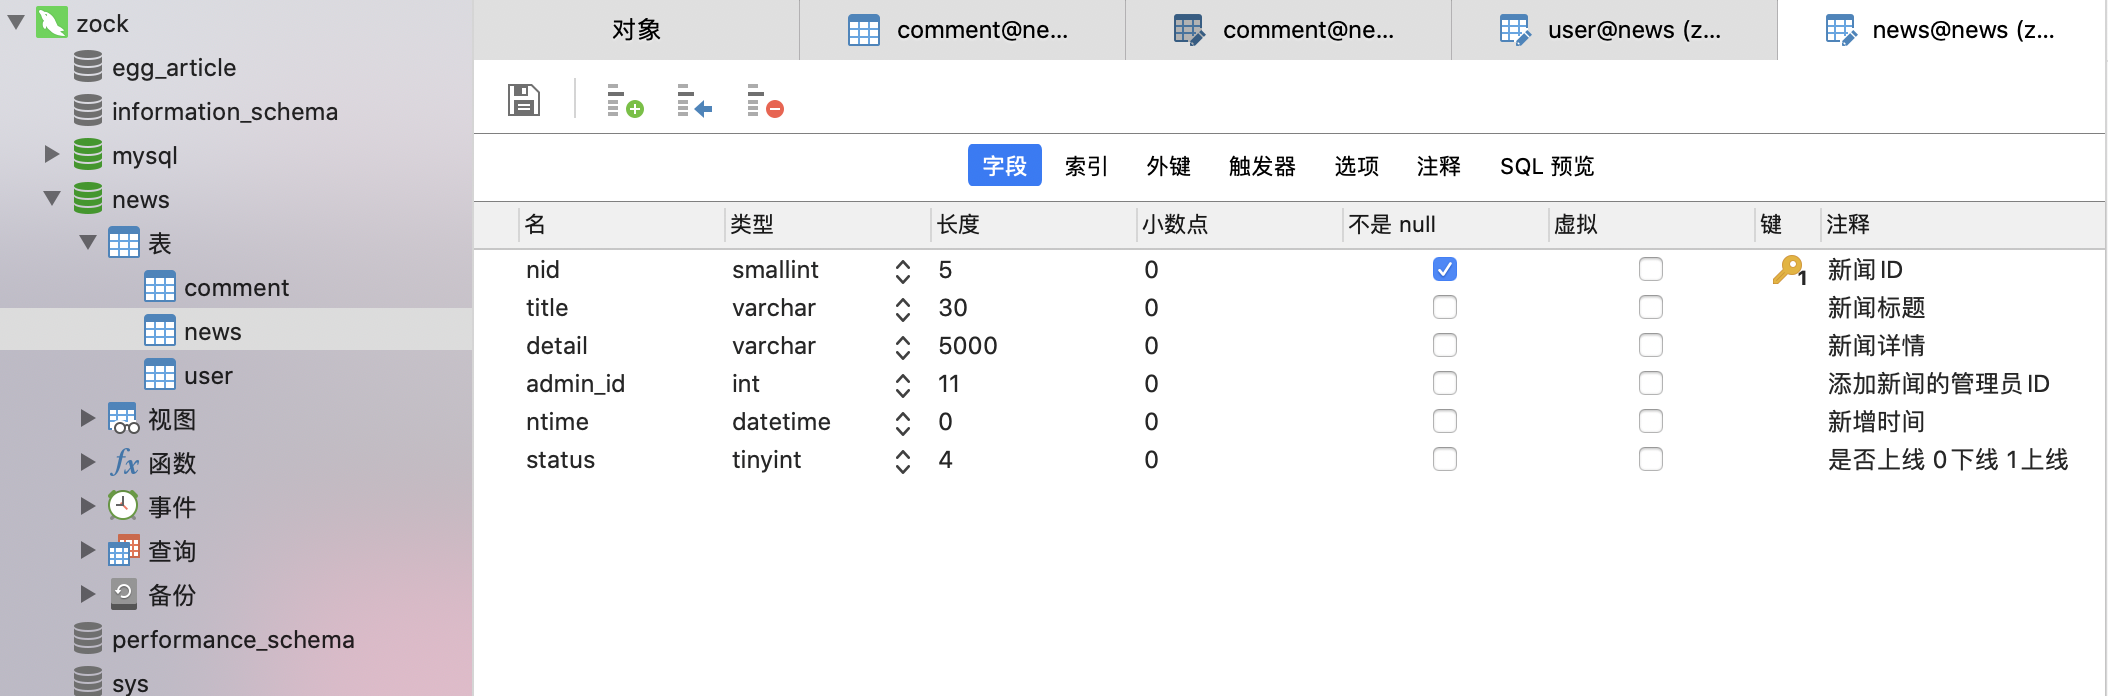 zock
egg_article
information_schema
mysql
news
表
comment
news
user
视图
函数
事件
查询
备份
performance_schema
sys
对象 comment@ne... comment@ne... user@news (z... news@news (z...
字段 索引 外键 触发器 选项 注释 SQL 预览
名 类型 长度 小数点 不是 null 虚拟 键 注释
nid smallint 5 0 1 新闻ID
title varchar 30 0 新闻标题
detail varchar 5000 0 新闻详情
admin_id int 11 0 添加新闻的管理员ID
ntime datetime 0 0 新增时间
status tinyint 4 0 是否上线 0下线 1上线